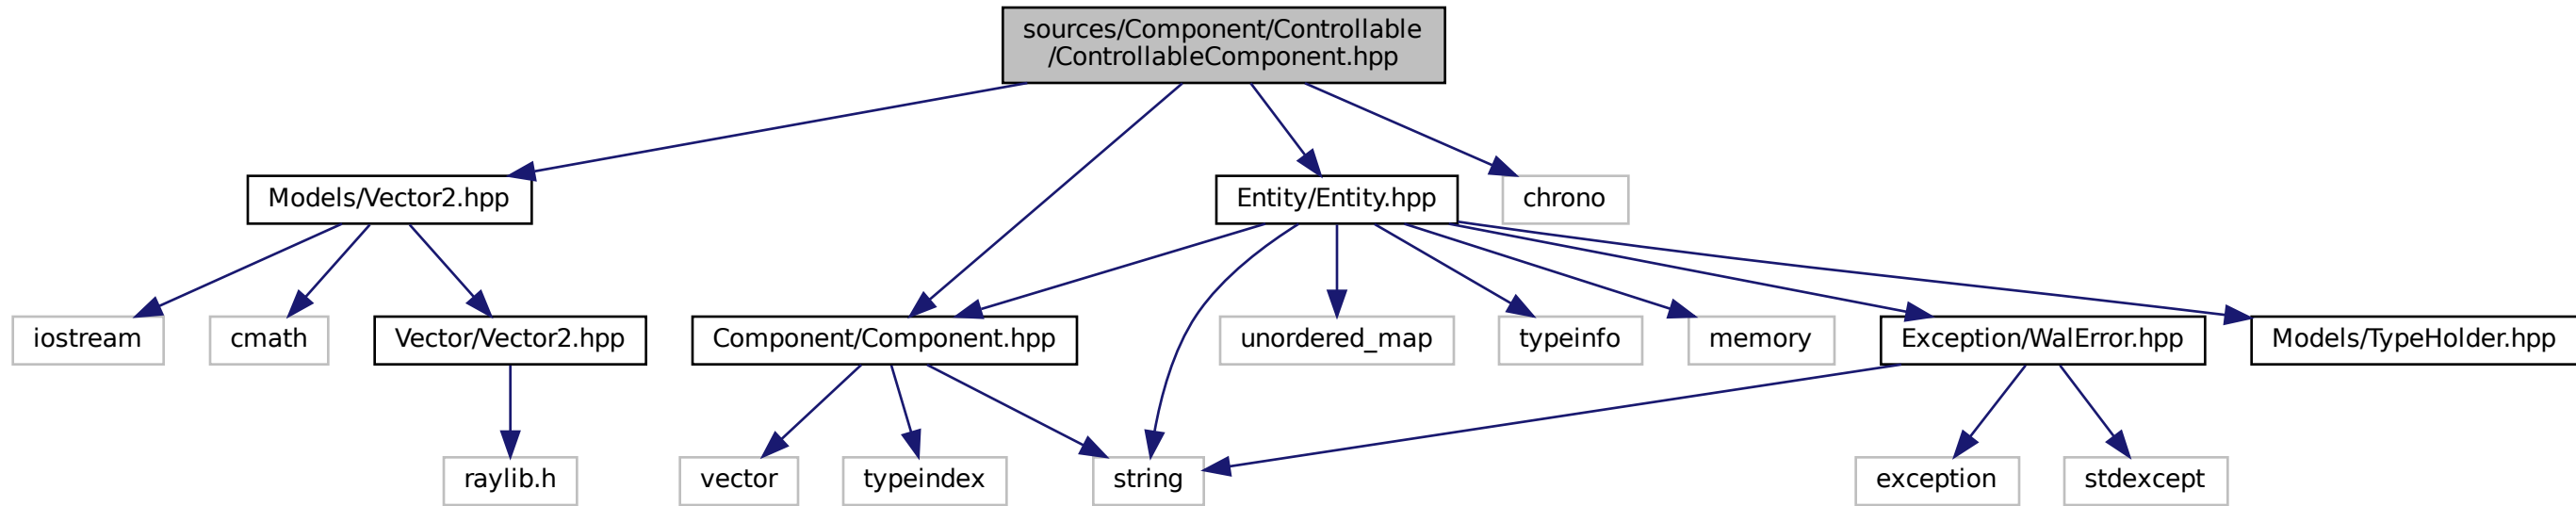 sources/Component/Controllable
/ControllableComponent.hpp
Models/Vector2.hpp
Entity/Entity.hpp
chrono
iostream
cmath
Vector/Vector2.hpp
Component/Component.hpp
unordered_map
typeinfo
memory
Exception/WalError.hpp
Models/TypeHolder.hpp
raylib.h
vector
typeindex
string
exception
stdexcept